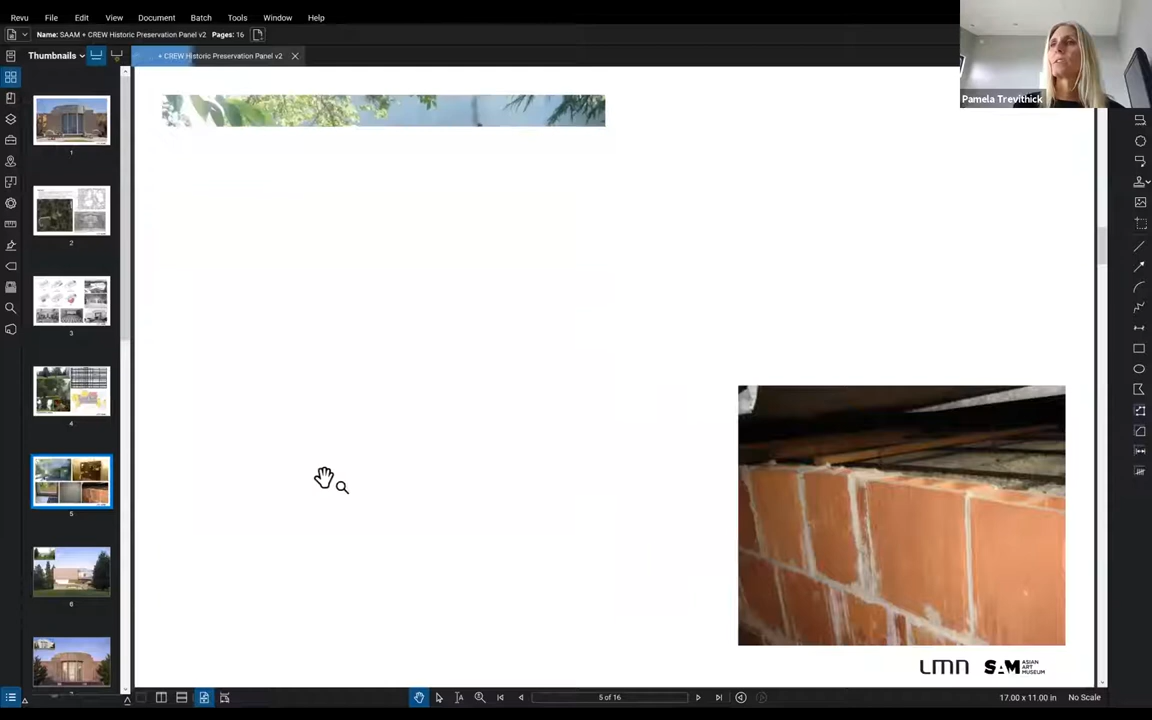 Revu File Edit View Document Batch Tools Window Help
Name: SAAM + CREW Historic Preservation Panel v2 Pages: 16
Thumbnails
+ CREW Historic Preservation Panel v2
Pamela Trevithick
1
2
3
4
5
6
LMN SAM ASIAN ART MUSEUM
5 of 16
17.00 x 11.00 in No Scale